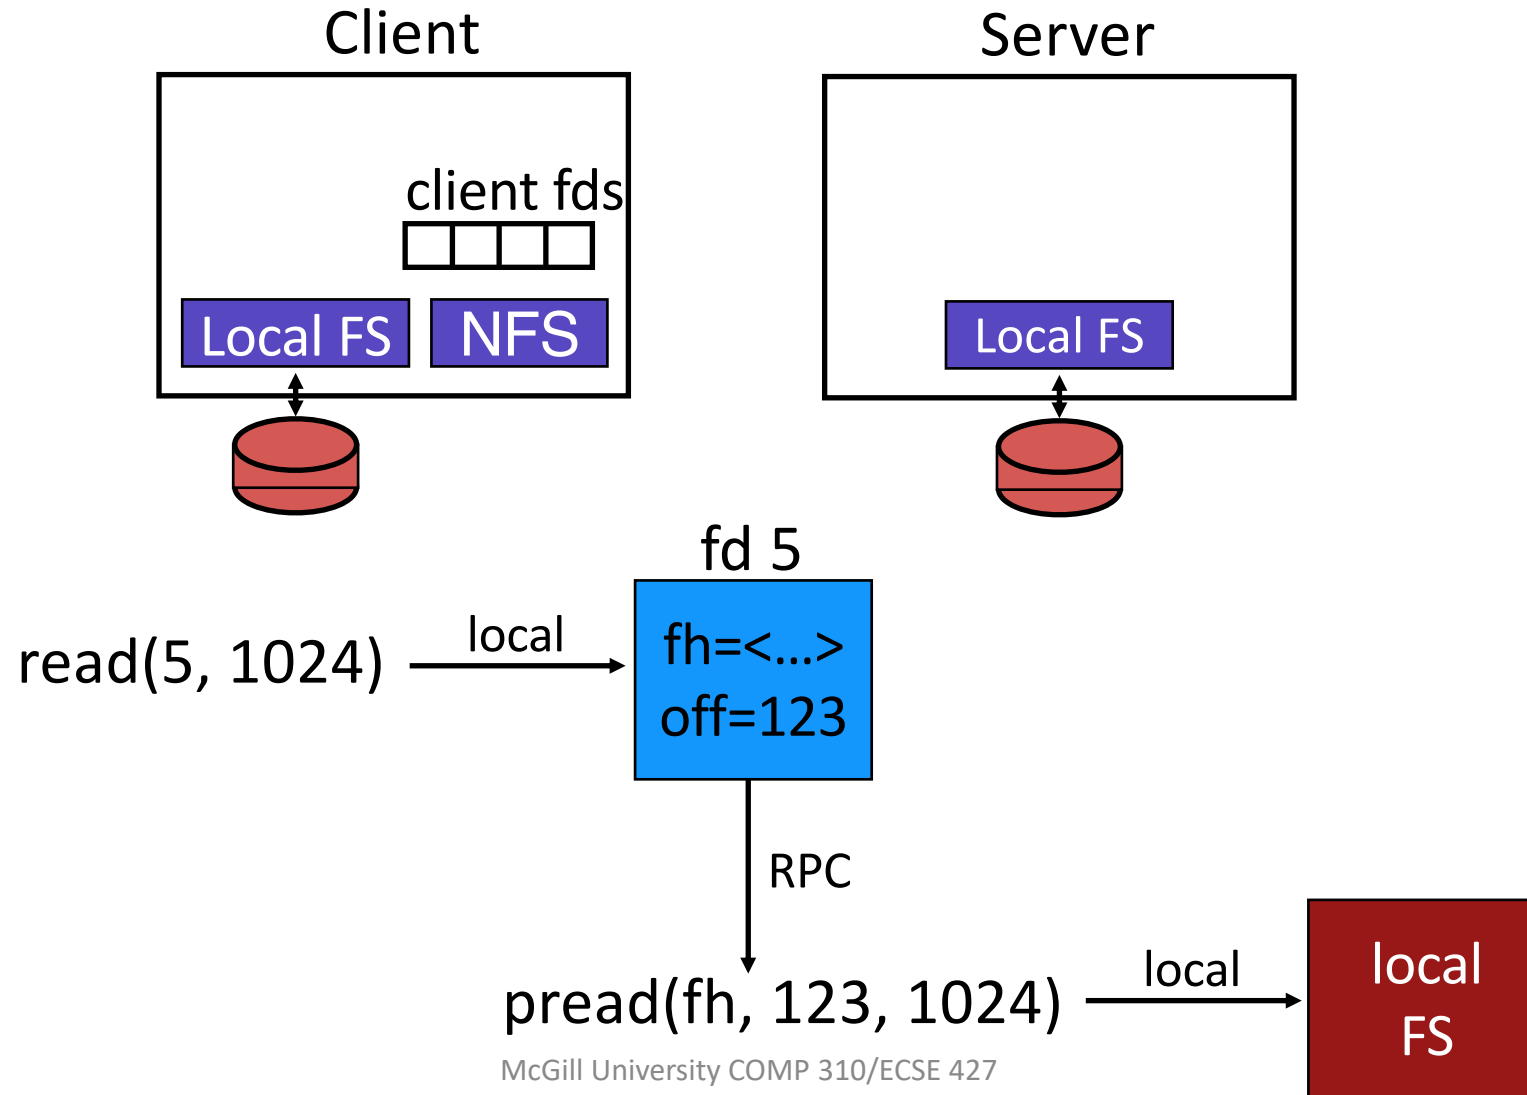 Client
Server
client fds
Local FS
NFS
Local FS
fd 5
read(5, 1024)
local
fh=<...>
off=123
RPC
pread(fh, 123, 1024)
local
local
FS
McGill University COMP 310/ECSE 427